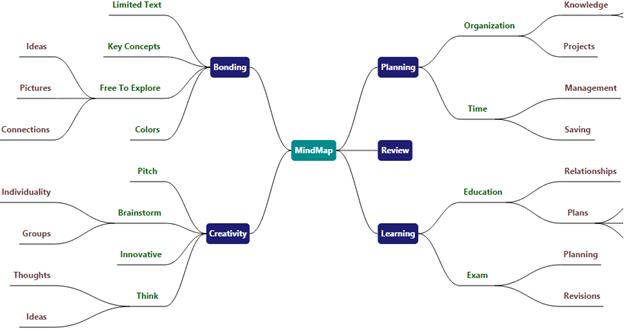 Limited Text
Key Concepts
Ideas
Pictures
Free To Explore
Connections
Colors
Bonding
Pitch
Individuality
Brainstorm
Groups
Innovative
Thoughts
Think
Ideas
Creativity
MindMap
Planning
Organization
Knowledge
Projects
Time
Management
Saving
Review
Learning
Education
Relationships
Plans
Exam
Planning
Revisions